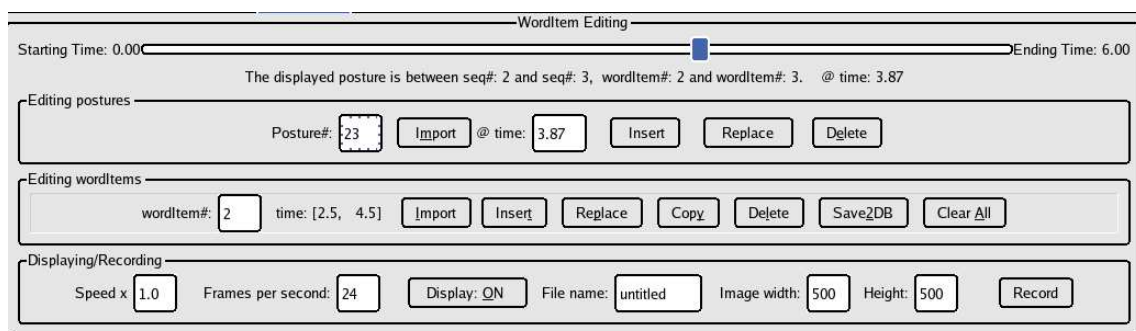 WordItem Editing
Starting Time: 0.00 Ending Time: 6.00
The displayed posture is between seq#: 2 and seq#: 3, wordItem#: 2 and wordItem#: 3. @ time: 3.87
Editing postures
Posture#: 23 Import @ time: 3.87 Insert Replace Delete
Editing wordItems
wordItem#: 2 time: [2.5, 4.5] Import Insert Replace Copy Delete Save2DB Clear All
Displaying/Recording
Speed x 1.0 Frames per second: 24 Display: ON File name: untitled Image width: 500 Height: 500 Record